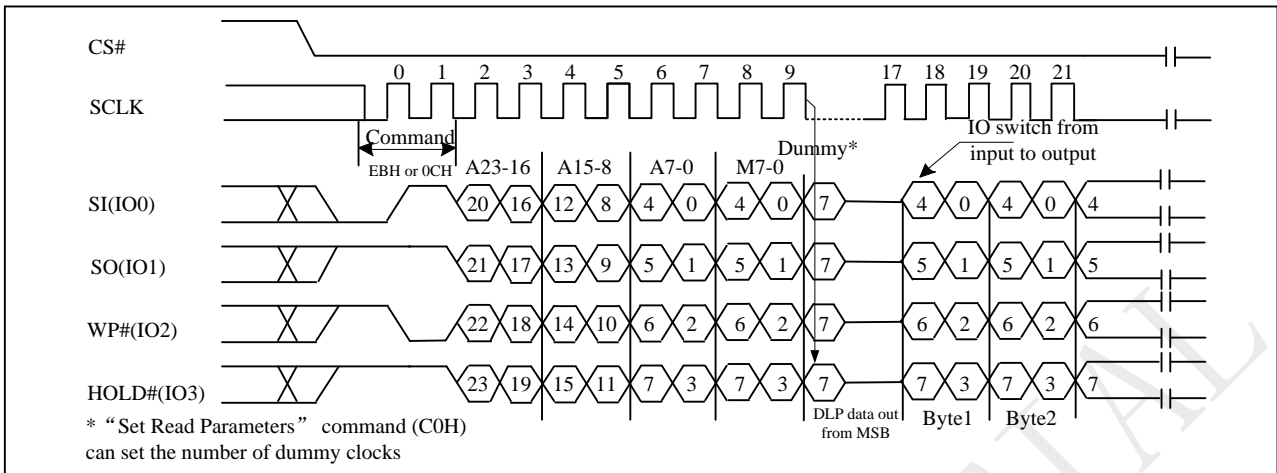 CS#
0 1 2 3 4 5 6 7 8 9 17 18 19 20 21
SCLK
Command
IO switch from
input to output
Dummy*
EBH or 0CH
A23-16 A15-8 A7-0 M7-0
SI(IO0) 20 16 12 8 4 0 4 0 7 4 0 4 0 4
SO(IO1) 21 17 13 9 5 1 5 1 7 5 1 5 1 5
WP#(IO2) 22 18 14 10 6 2 6 2 7 6 2 6 2 6
HOLD#(IO3) 23 19 15 11 7 3 7 3 7 7 3 7 3 7
DLP data out
from MSB
Byte1 Byte2
* “Set Read Parameters” command (C0H)
can set the number of dummy clocks